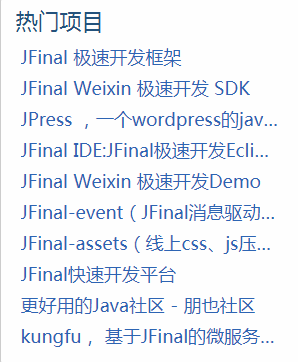 热门项目
JFinal 极速开发框架
JFinal Weixin 极速开发 SDK
JPress ，一个wordpress的jav...
JFinal IDE:JFinal极速开发Ecli...
JFinal Weixin 极速开发Demo
JFinal-event（JFinal消息驱动...
JFinal-assets（线上css、js压...
JFinal快速开发平台
更好用的Java社区 - 朋也社区
kungfu ，基于JFinal的微服务...